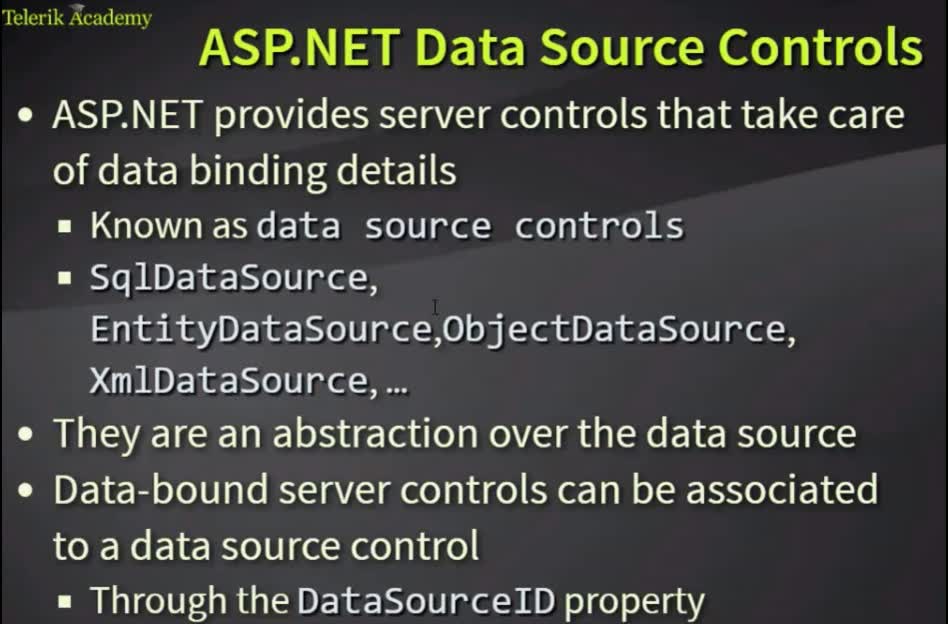 Telerik Academy
ASP.NET Data Source Controls
• ASP.NET provides server controls that take care
of data binding details
▪ Known as data source controls
▪ SqlDataSource,
EntityDataSource,ObjectDataSource,
XmlDataSource, …
• They are an abstraction over the data source
• Data-bound server controls can be associated
to a data source control
▪ Through the DataSourceID property